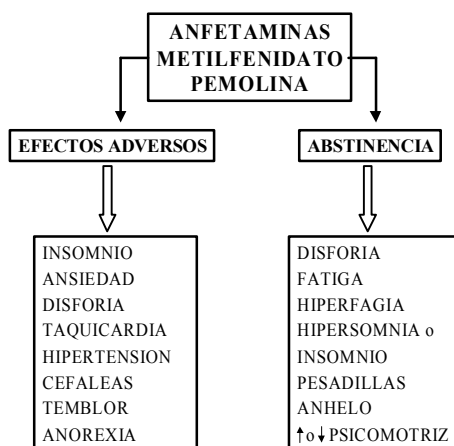 ANFETAMINAS
METILFENIDATO
PEMOLINA
EFECTOS ADVERSOS
ABSTINENCIA
INSOMNIO
ANSIEDAD
DISFORIA
TAQUICARDIA
HIPERTENSION
CEFALEAS
TEMBLOR
ANOREXIA
DISFORIA
FATIGA
HIPERFAGIA
HIPERSOMNIA o
INSOMNIO
PESADILLAS
ANHELO
↑o↓PSICOMOTRIZ